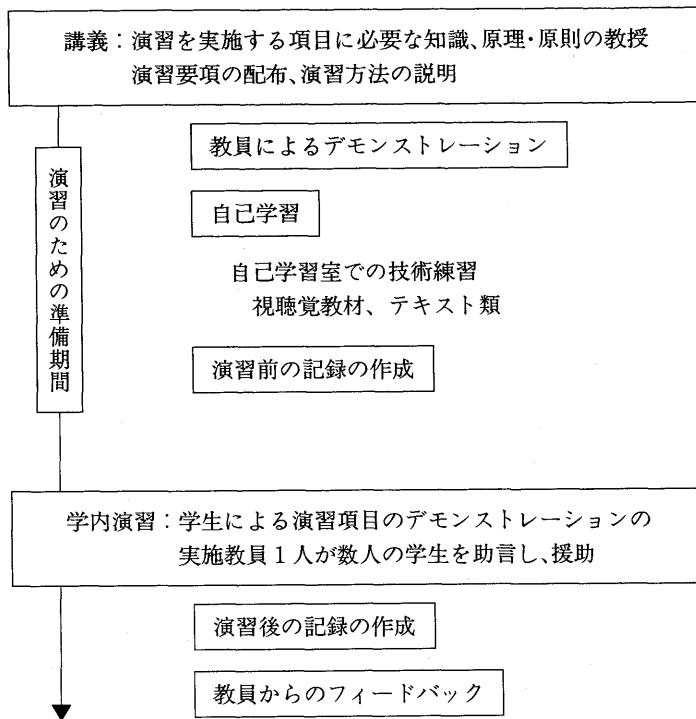 講義：演習を実施する項目に必要な知識、原理・原則の教授
演習要項の配布、演習方法の説明
教員によるデモンストレーション
演習のための準備期間
自己学習
自己学習室での技術練習
視聴覚教材、テキスト類
演習前の記録の作成
学内演習：学生による演習項目のデモンストレーションの
実施教員1人が数人の学生を助言し、援助
演習後の記録の作成
教員からのフィードバック